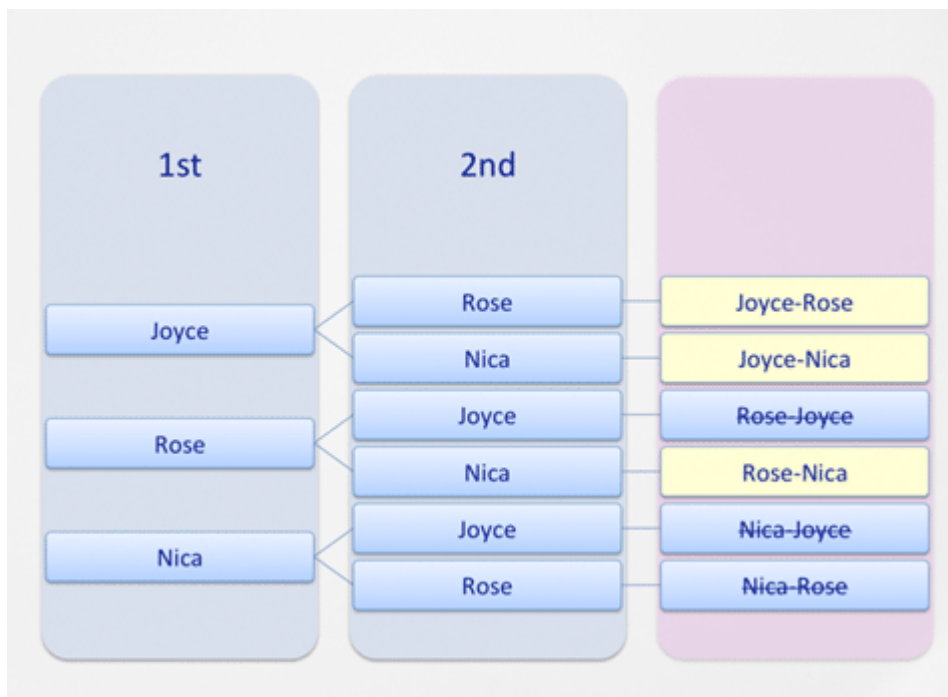 1st
2nd
Joyce
Rose
Nica
Rose
Nica
Joyce
Nica
Joyce
Rose
Joyce-Rose
Joyce-Nica
Rose-Joyce
Rose-Nica
Nica-Joyce
Nica-Rose